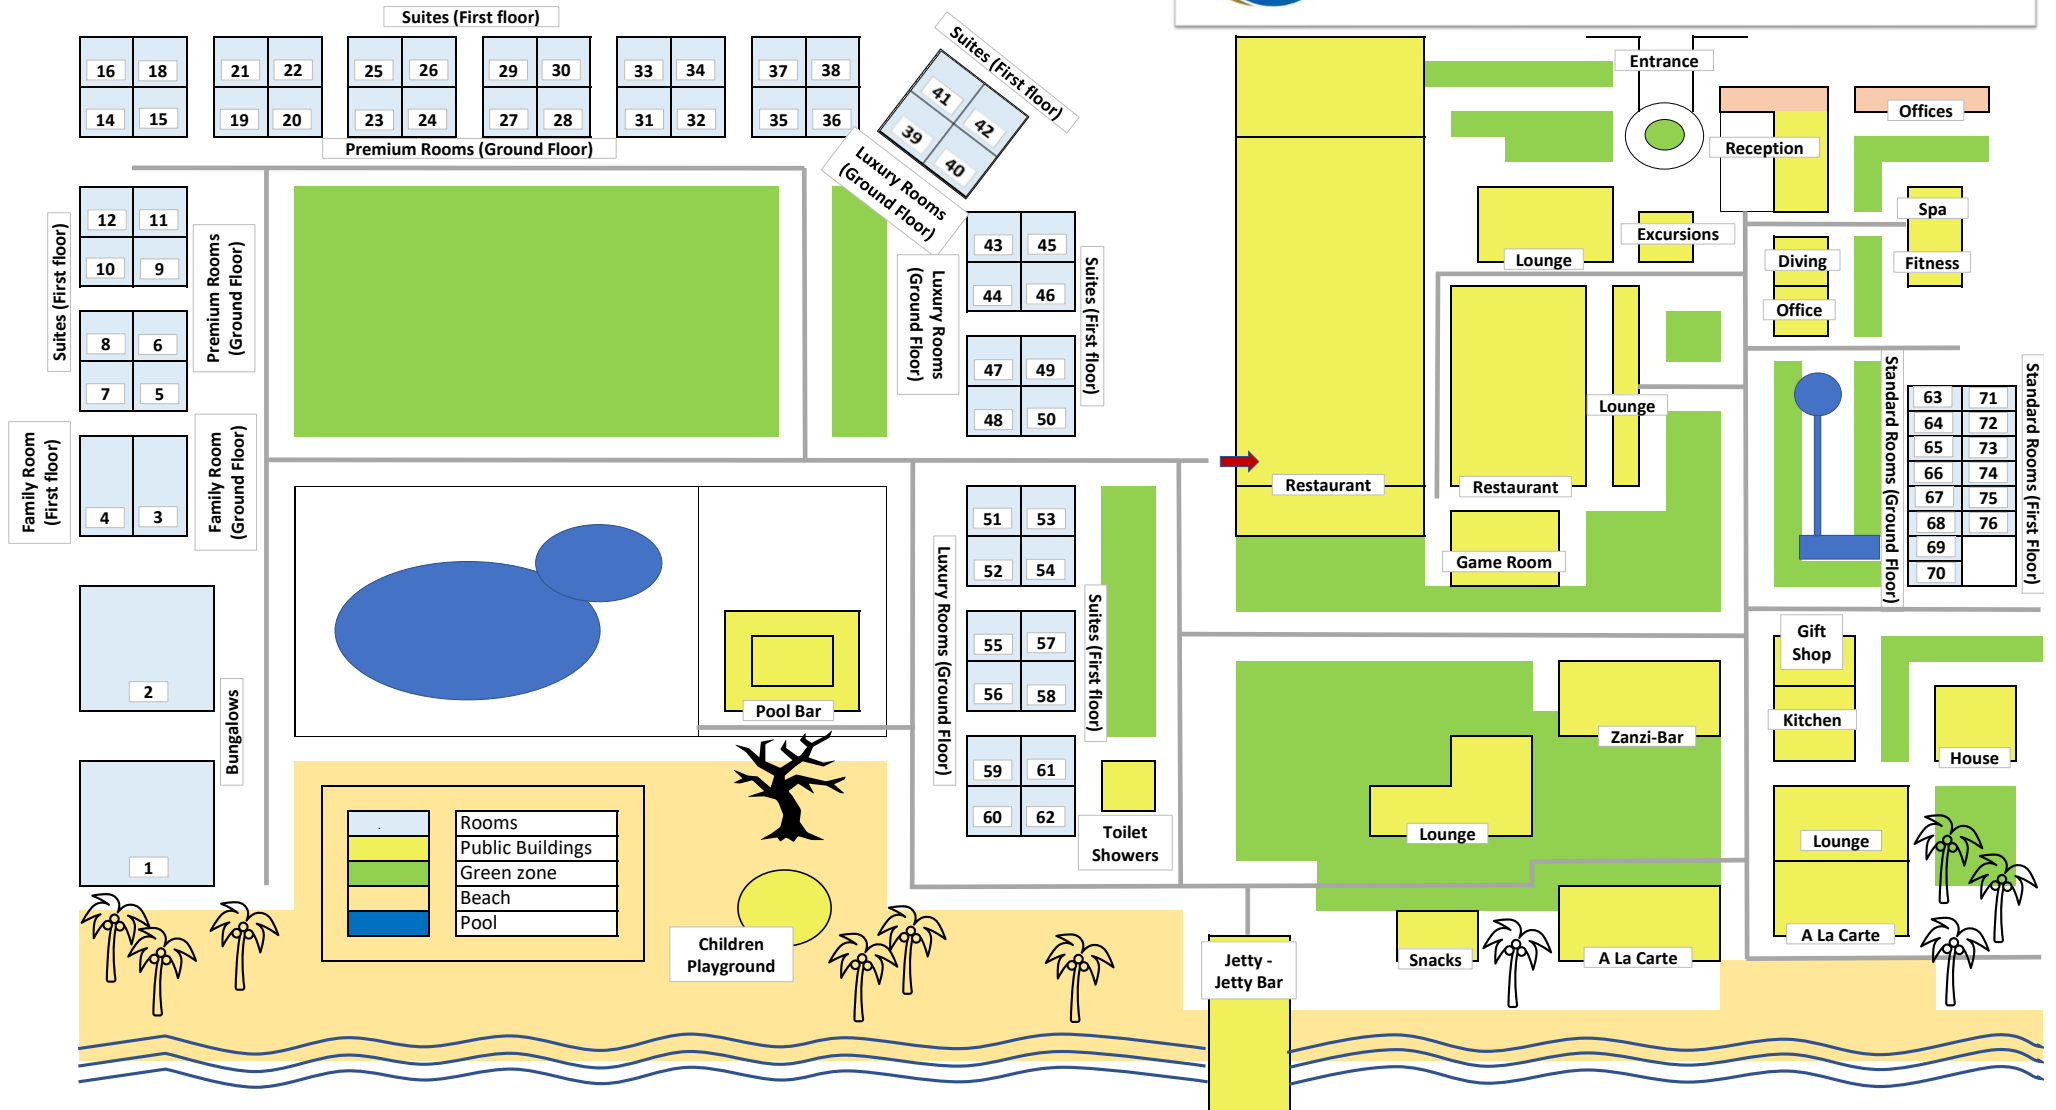 Suites (First floor)
16 18 21 22 25 26 29 30 33 34 37 38
14 15 19 20 23 24 27 28 31 32 35 36
Premium Rooms (Ground Floor)
Suites (First floor)
41
42
39
40
Luxury Rooms
(Ground Floor)
Entrance
Offices
Reception
Spa
Excursions
Lounge
Diving
Fitness
Office
12 11
10 9
8 6
7 5
Suites (First floor)
Premium Rooms
(Ground Floor)
43 45
44 46
47 49
48 50
Luxury Rooms
(Ground Floor)
Suites (First floor)
Lounge
Family Room
(First floor)
4 3
Family Room
(Ground Floor)
Restaurant
Restaurant
Game Room
Standard Rooms (Ground Floor)
63 71
64 72
65 73
66 74
67 75
68 76
69
70
Standard Rooms (First Floor)
51 53
52 54
55 57
56 58
59 61
60 62
Luxury Rooms (Ground Floor)
Suites (First floor)
2
Bungalows
1
Pool Bar
Gift
Shop
Kitchen
Zanzi-Bar
House
Lounge
Lounge
Toilet
Showers
. Rooms
Public Buildings
Green zone
Beach
Pool
Children
Playground
Jetty -
Jetty Bar
Snacks
A La Carte
A La Carte